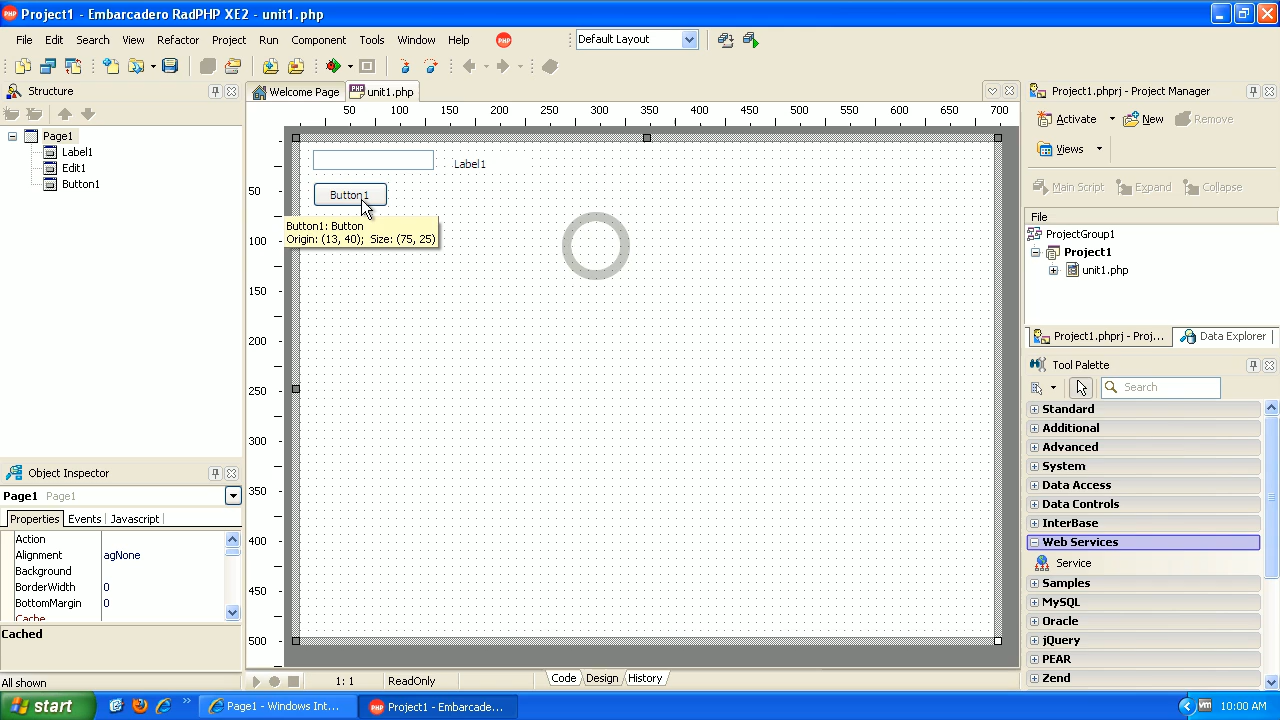 Project1 - Embarcadero RadPHP XE2 - unit1.php
File Edit Search View Refactor Project Run Component Tools Window Help
Default Layout
Structure
Page1
Label1
Edit1
Button1
Object Inspector
Page1 Page1
Properties Events Javascript
Action
Alignment agNone
Background
BorderWidth 0
BottomMargin 0
Cache
Cached
All shown
Welcome Page unit1.php
50 100 150 200 250 300 350 400 450 500 550 600 650 700
50
100
150
200
250
300
350
400
450
500
Label1
Button1
Button1: Button
Origin: (13, 40); Size: (75, 25)
1: 1 ReadOnly
Code Design History
Project1.phprj - Project Manager
Activate New Remove
Views
Main Script Expand Collapse
File
ProjectGroup1
Project1
unit1.php
Project1.phprj - Proj... Data Explorer
Tool Palette
Search
Standard
Additional
Advanced
System
Data Access
Data Controls
InterBase
Web Services
Service
Samples
MySQL
Oracle
jQuery
PEAR
Zend
start
Page1 - Windows Int...
Project1 - Embarcade...
10:00 AM